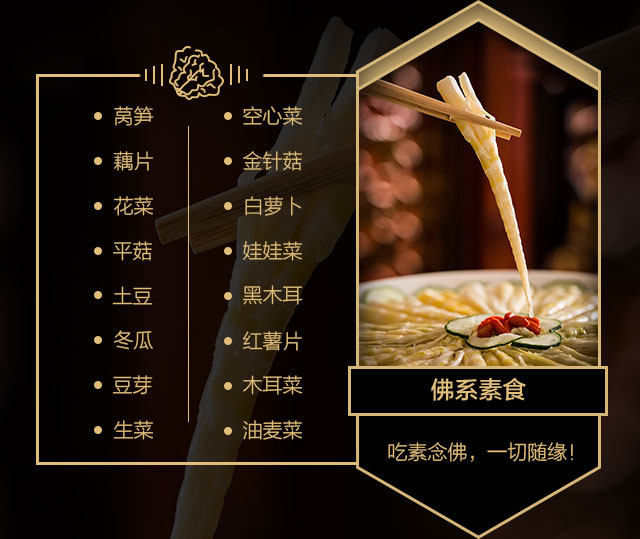 莴笋
藕片
花菜
平菇
土豆
冬瓜
豆芽
生菜
空心菜
金针菇
白萝卜
娃娃菜
黑木耳
红薯片
木耳菜
油麦菜
佛系素食
吃素念佛，一切随缘！